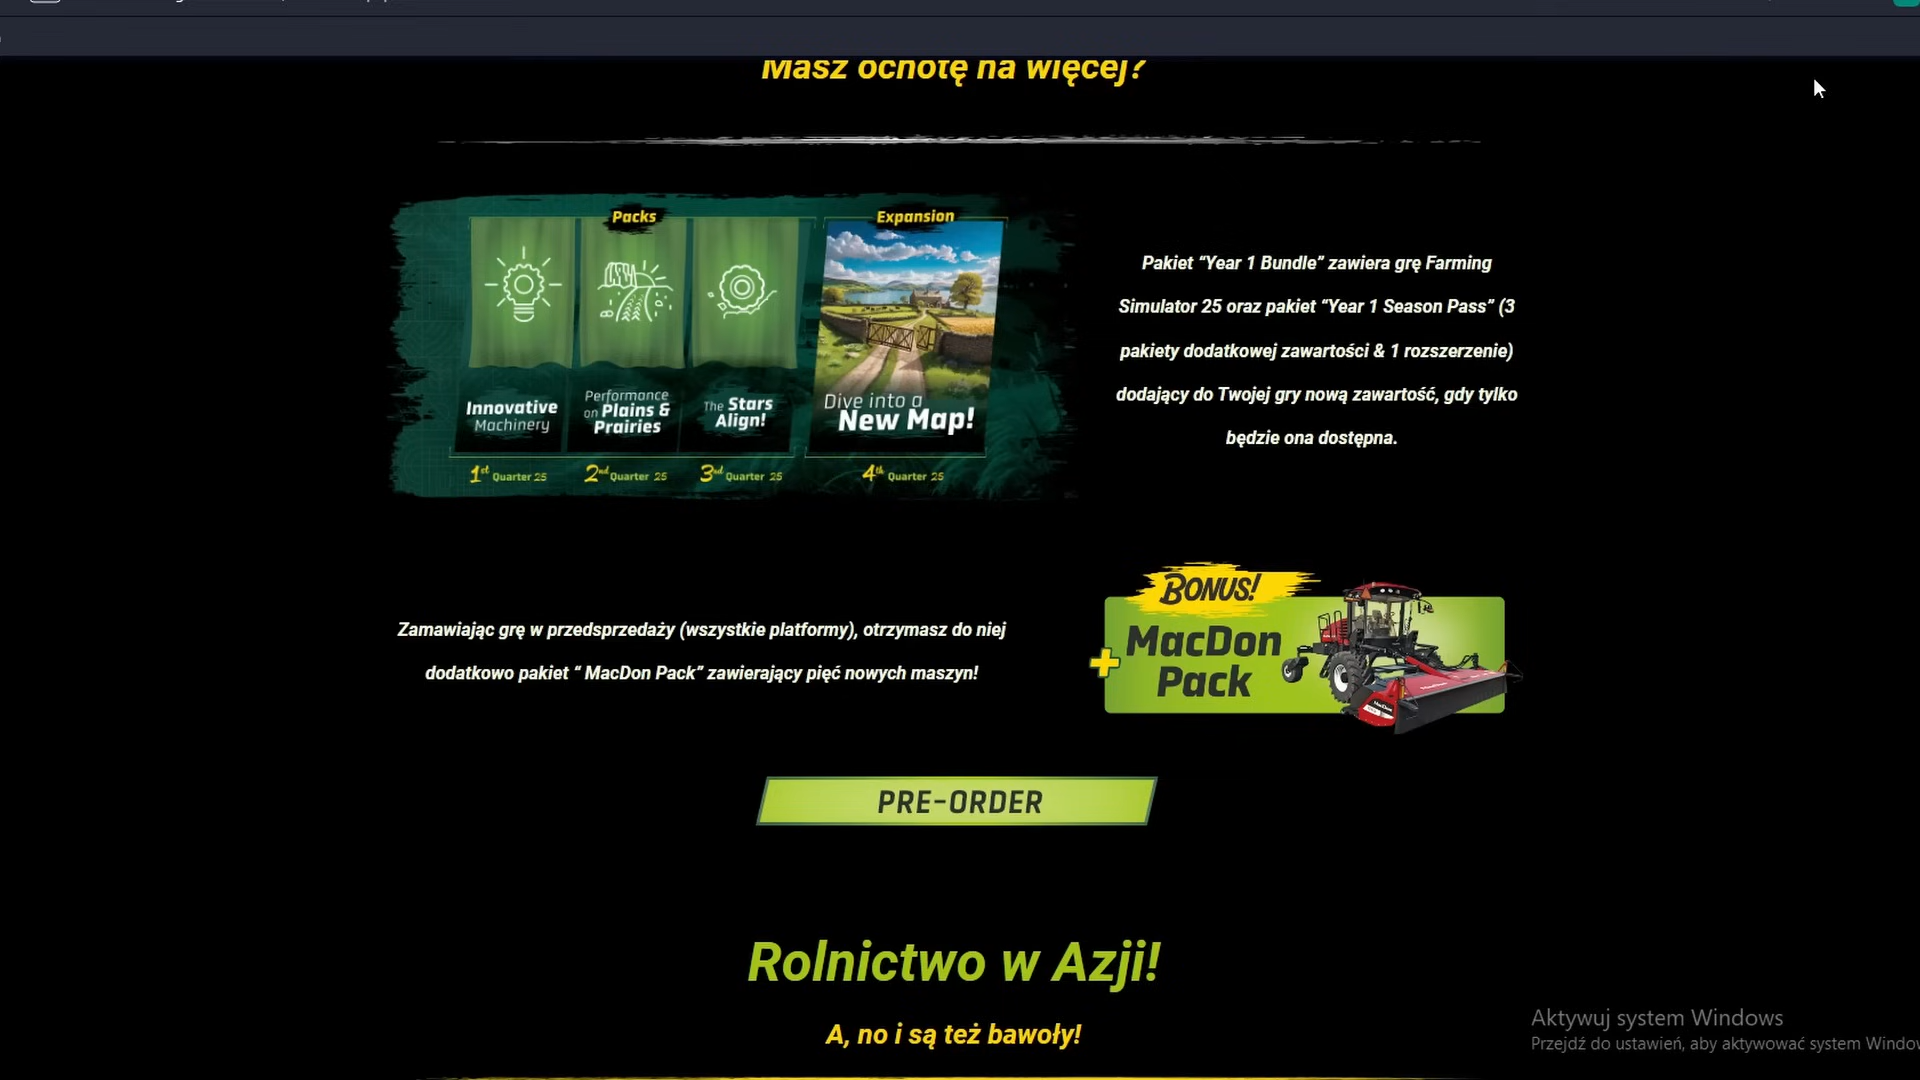 Masz ochotę na więcej?
Packs
Expansion
Innovative
Machinery
Performance
on Plains &
Prairies
The Stars
Align!
Dive into a
New Map!
1st Quarter 25
2nd Quarter 25
3rd Quarter 25
4th Quarter 25
Pakiet “Year 1 Bundle” zawiera grę Farming
Simulator 25 oraz pakiet “Year 1 Season Pass” (3
pakiety dodatkowej zawartości & 1 rozszerzenie)
dodający do Twojej gry nową zawartość, gdy tylko
będzie ona dostępna.
Zamawiając grę w przedsprzedaży (wszystkie platformy), otrzymasz do niej
dodatkowo pakiet “ MacDon Pack” zawierający pięć nowych maszyn!
BONUS!
+ MacDon
Pack
PRE-ORDER
Rolnictwo w Azji!
A, no i są też bawoły!
Aktywuj system Windows
Przejdź do ustawień, aby aktywować system Window